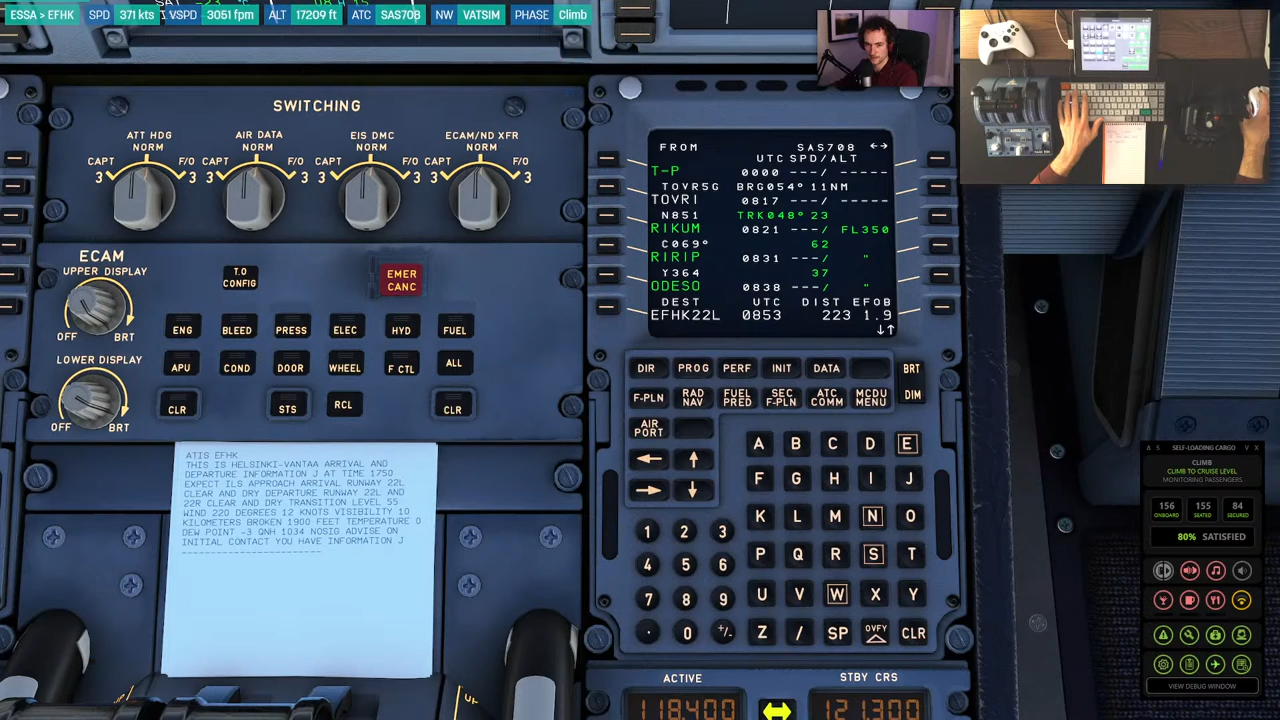 ESSA > EFHK SPD 371 kts VSPD 3051 fpm ALT 17209 ft ATC SAS708 NW VATSIM PHASE Climb
SWITCHING
ATT HDG AIR DATA EIS DMC ECAM/ND XFR
NORM NORM NORM NORM
CAPT F/O CAPT F/O CAPT F/O CAPT F/O
3 3 3 3 3 3 3 3
ECAM
UPPER DISPLAY
OFF BRT
T.O
CONFIG
EMER
CANC
ENG BLEED PRESS ELEC HYD FUEL
LOWER DISPLAY
OFF BRT
APU COND DOOR WHEEL F CTL ALL
CLR STS RCL CLR
ATIS EFHK
THIS IS HELSINKI-VANTAA ARRIVAL AND
DEPARTURE INFORMATION J AT TIME 1750
EXPECT ILS APPROACH ARRIVAL RUNWAY 22L
CLEAR AND DRY DEPARTURE RUNWAY 22L AND
22R CLEAR AND DRY TRANSITION LEVEL 55
WIND 220 DEGREES 12 KNOTS VISIBILITY 10
KILOMETERS BROKEN 1900 FEET TEMPERATURE 0
DEW POINT -3 QNH 1034 NOSIG ADVISE ON
INITIAL CONTACT YOU HAVE INFORMATION J
FROM SAS708 ↔
UTC SPD/ALT
T-P 0000 ---/ -----
TOVR5G BRG054° 11NM
TOVRI 0817 ---/ -----
N851 TRK048° 23
RIKUM 0821 ---/ FL350
C069° 62
RIRIP 0831 ---/ "
Y364 37
ODESO 0838 ---/ "
DEST UTC DIST EFOB
EFHK22L 0853 223 1.9
↓↑
DIR PROG PERF INIT DATA BRT
F-PLN RAD
NAV FUEL
PRED SEC
F-PLN ATC
COMM MCDU
MENU DIM
AIR
PORT
← ↑
→ ↓
A B C D E
F G H I J
K L M N O
P Q R S T
U V W X Y
Z / SP OVFY CLR
1 2 3
4 5 6
7 8 9
. 0 +/-
ACTIVE STBY CRS
121.300
A S SELF-LOADING CARGO V X
CLIMB
CLIMB TO CRUISE LEVEL
MONITORING PASSENGERS
156 155 84
ONBOARD SEATED SECURED
80% SATISFIED
VIEW DEBUG WINDOW